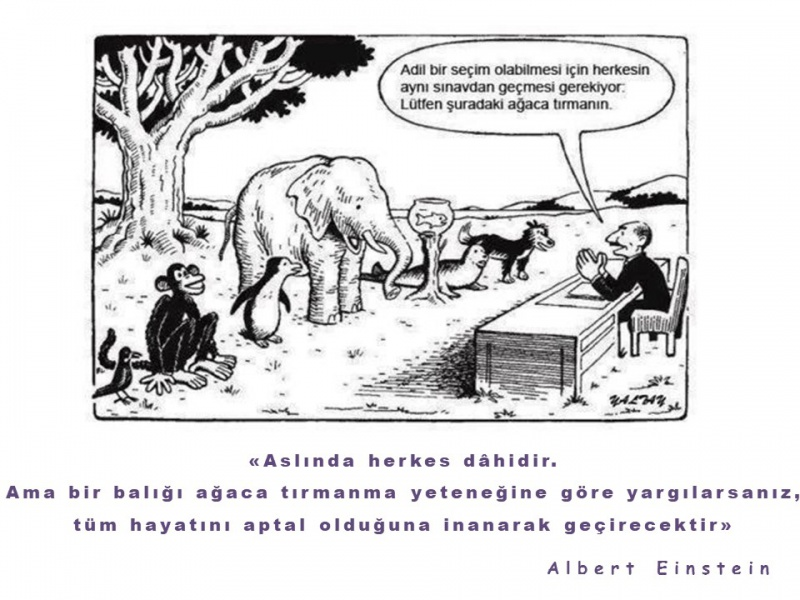 Adil bir seçim olabilmesi için herkesin
aynı sınavdan geçmesi gerekiyor:
Lütfen şuradaki ağaca tırmanın.
YALTAY
«Aslında herkes dâhidir.
Ama bir balığı ağaca tırmanma yeteneğine göre yargılarsanız,
tüm hayatını aptal olduğuna inanarak geçirecektir»
Albert Einstein